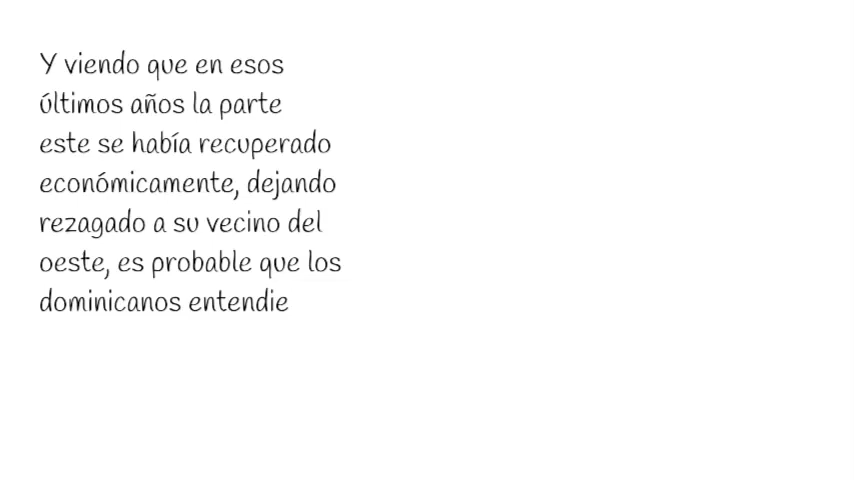 Y viendo que en esos
últimos años la parte
este se había recuperado
económicamente, dejando
rezagado a su vecino del
oeste, es probable que los
dominicanos entendie